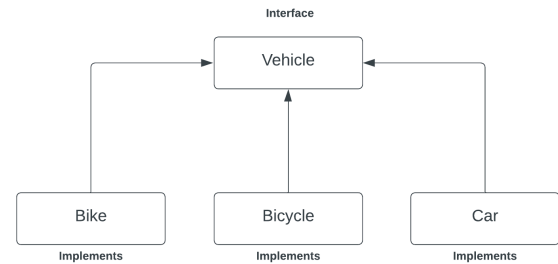 Interface
Vehicle
Bike
Bicycle
Car
Implements
Implements
Implements